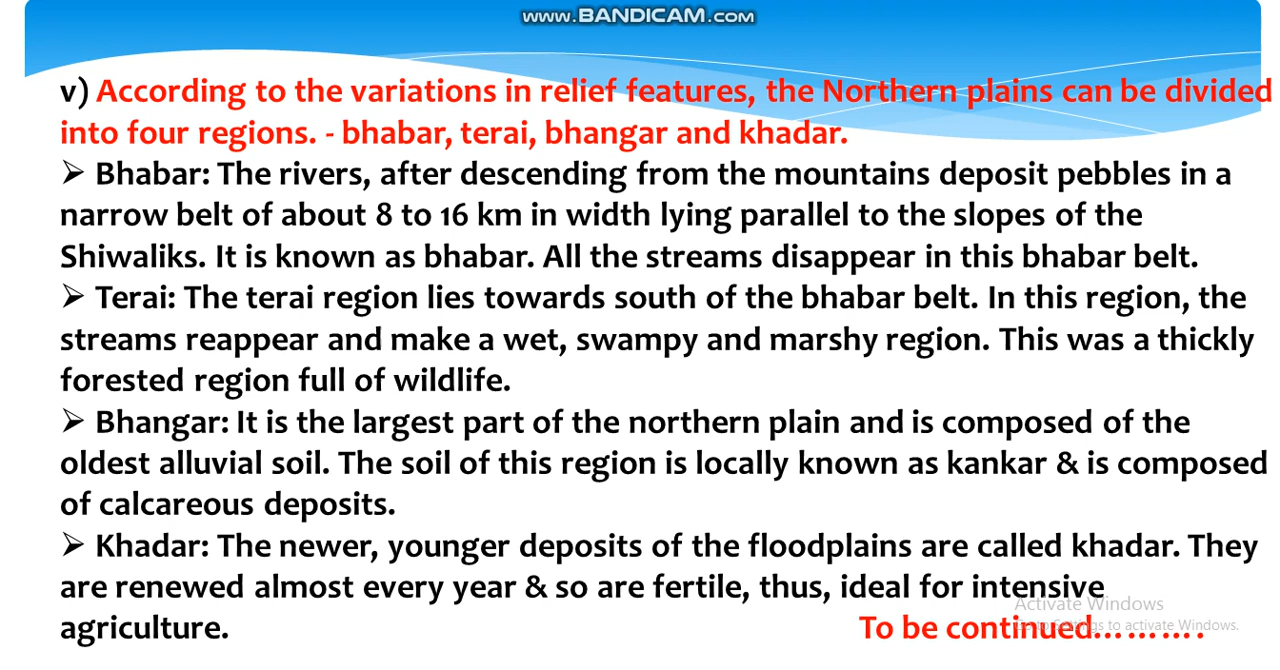 www.BANDICAM.com
v) According to the variations in relief features, the Northern plains can be divided
into four regions. - bhabar, terai, bhangar and khadar.
➢ Bhabar: The rivers, after descending from the mountains deposit pebbles in a
narrow belt of about 8 to 16 km in width lying parallel to the slopes of the
Shiwaliks. It is known as bhabar. All the streams disappear in this bhabar belt.
➢ Terai: The terai region lies towards south of the bhabar belt. In this region, the
streams reappear and make a wet, swampy and marshy region. This was a thickly
forested region full of wildlife.
➢ Bhangar: It is the largest part of the northern plain and is composed of the
oldest alluvial soil. The soil of this region is locally known as kankar & is composed
of calcareous deposits.
➢ Khadar: The newer, younger deposits of the floodplains are called khadar. They
are renewed almost every year & so are fertile, thus, ideal for intensive
agriculture.
To be continued..........
Activate Windows
Go to Settings to activate Windows.